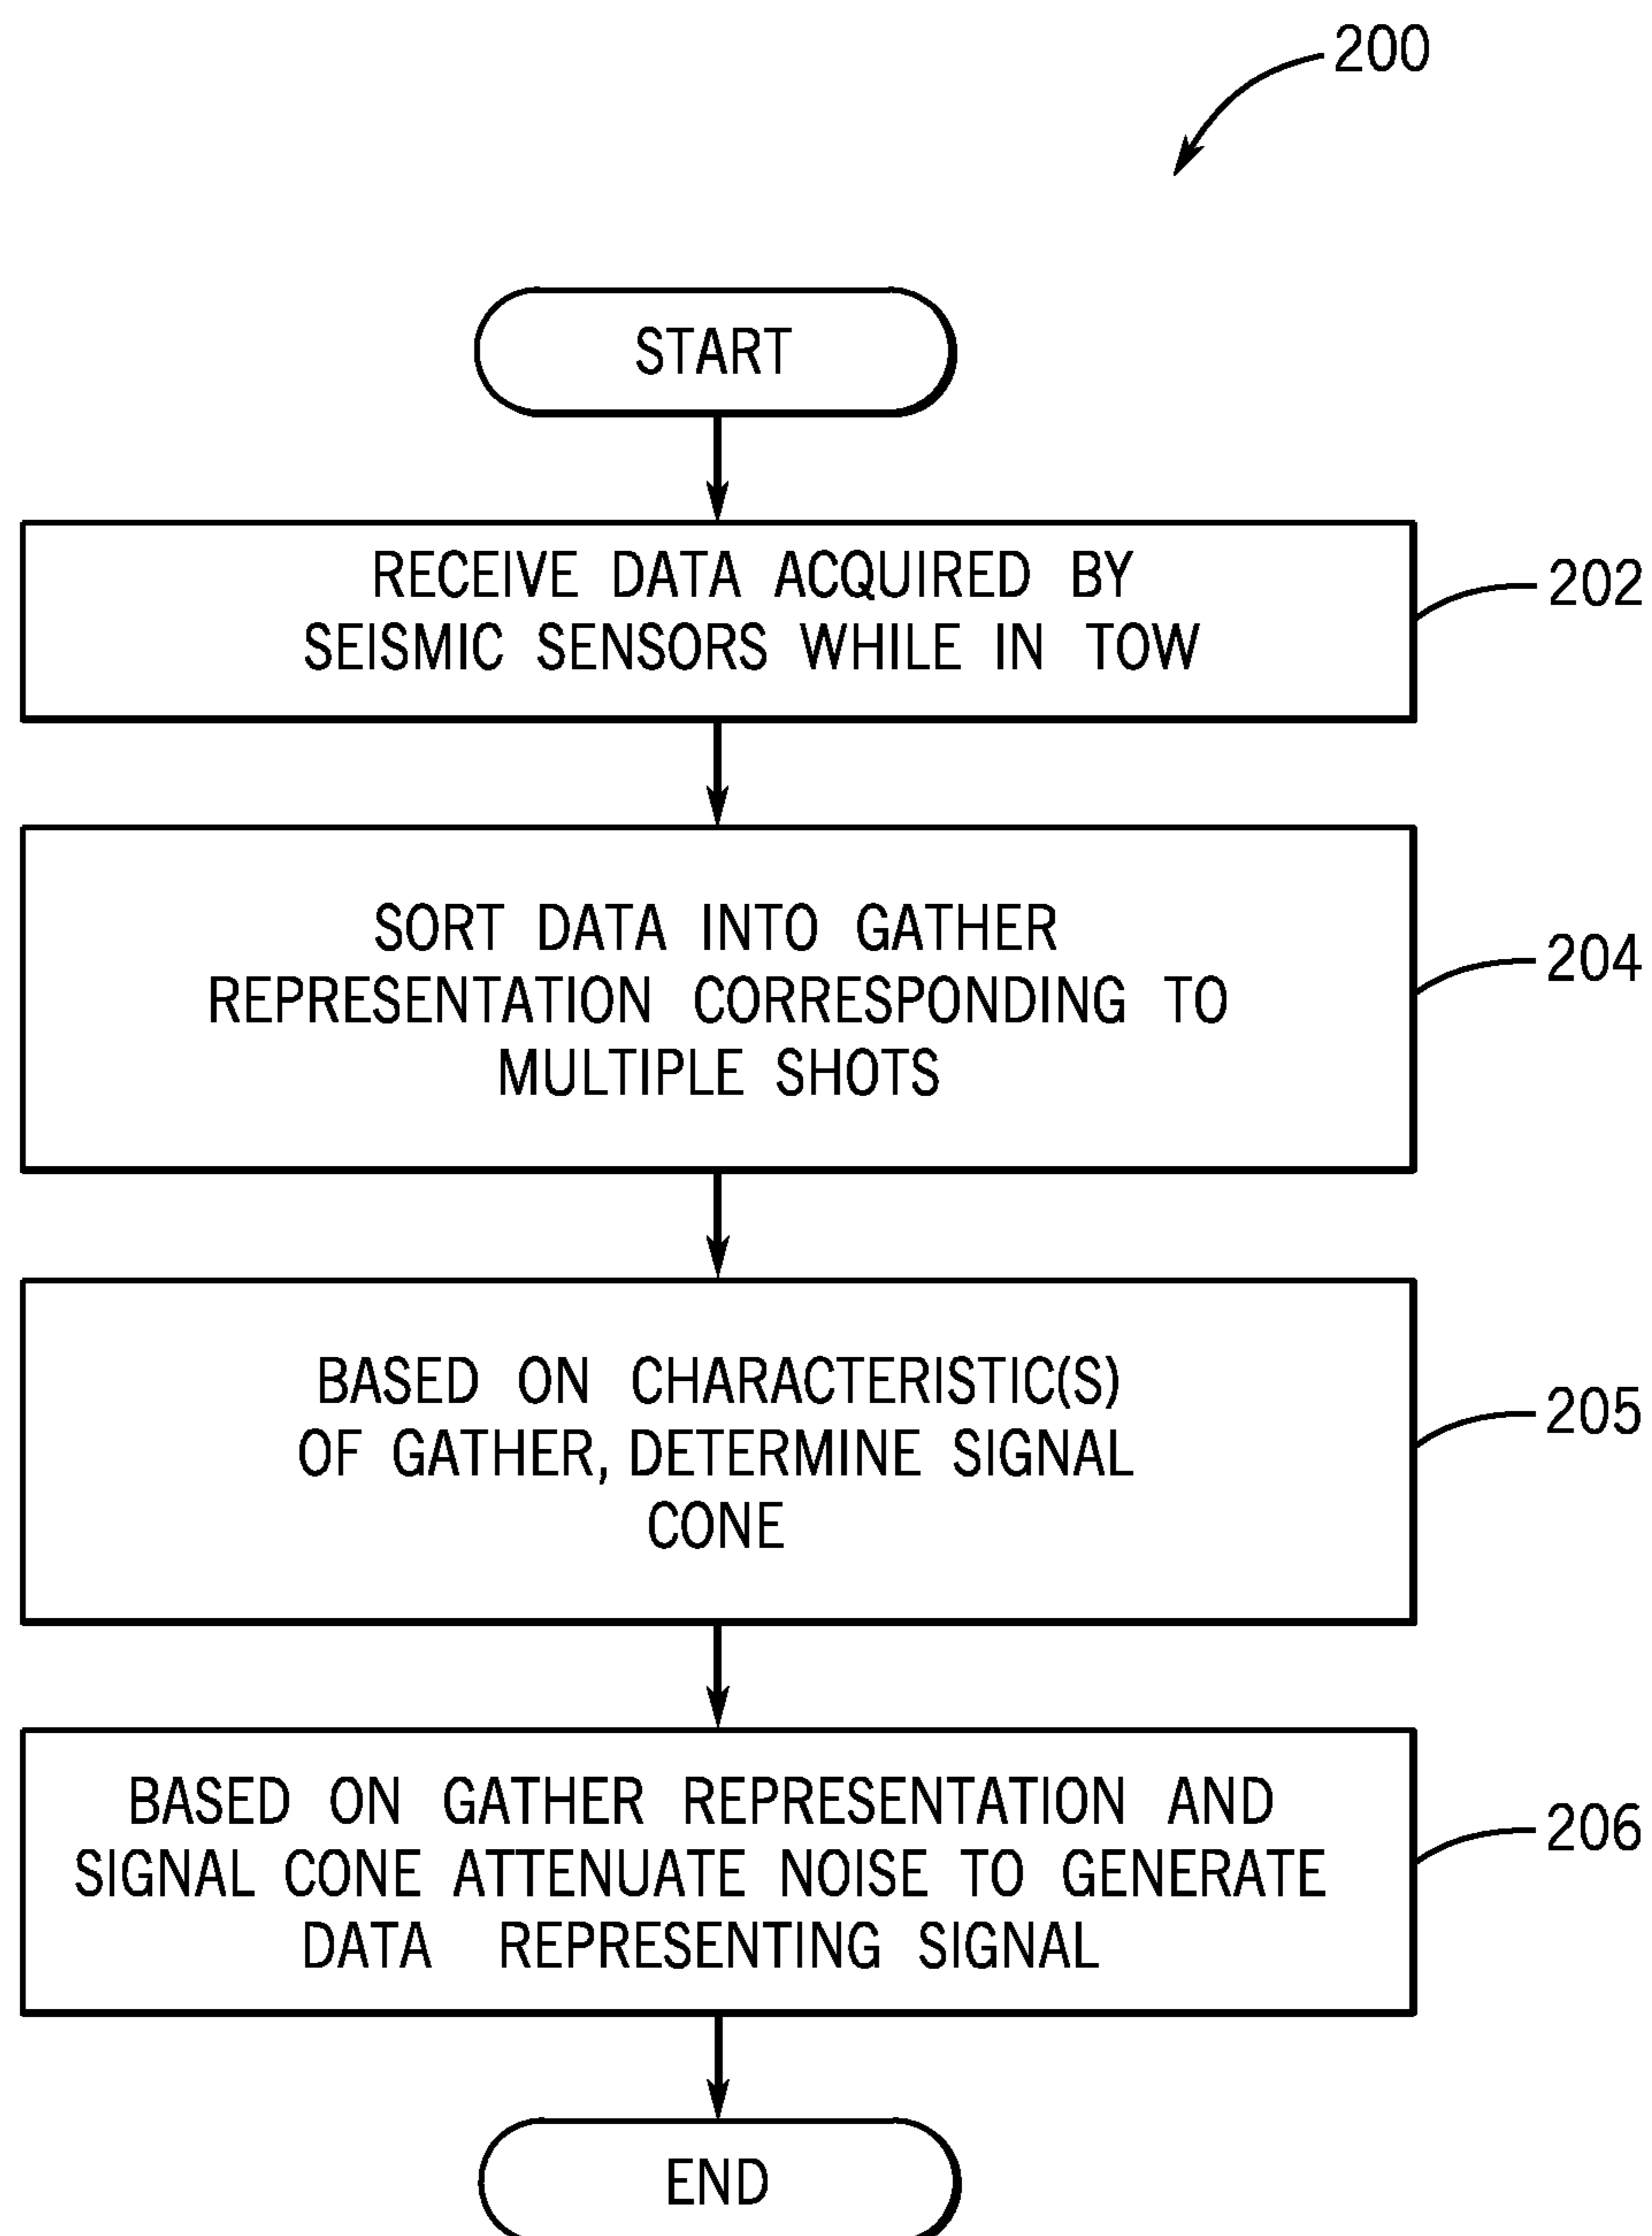 200
START
RECEIVE DATA ACQUIRED BY
SEISMIC SENSORS WHILE IN TOW
202
SORT DATA INTO GATHER
REPRESENTATION CORRESPONDING TO
MULTIPLE SHOTS
204
BASED ON CHARACTERISTIC(S)
OF GATHER, DETERMINE SIGNAL
CONE
205
BASED ON GATHER REPRESENTATION AND
SIGNAL CONE ATTENUATE NOISE TO GENERATE
DATA REPRESENTING SIGNAL
206
END